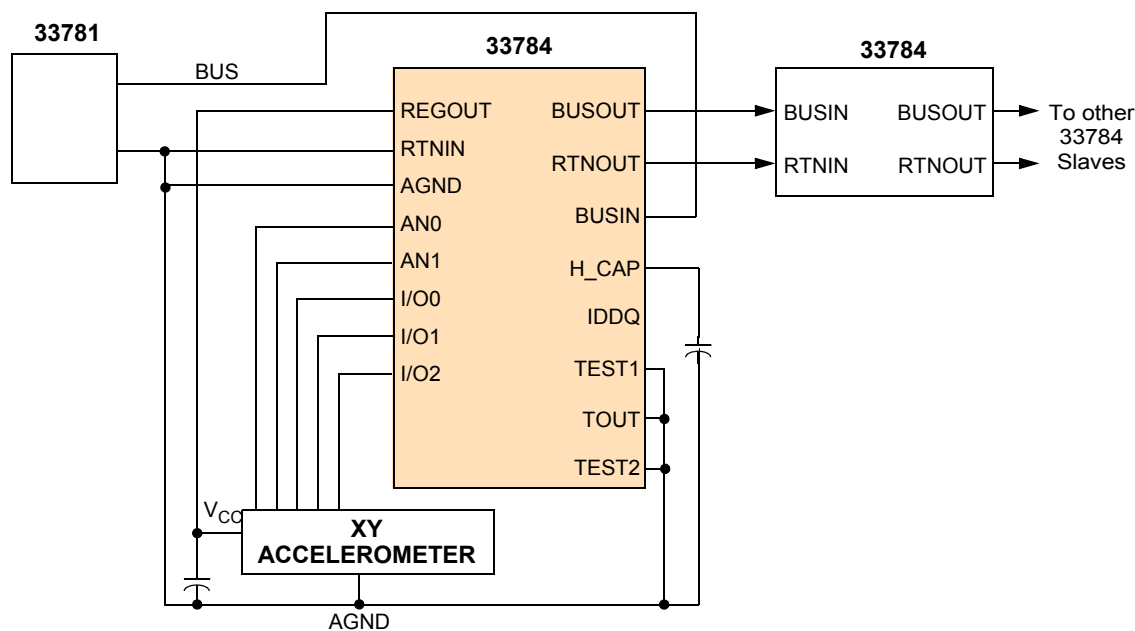 33781
33784
33784
BUS
REGOUT
RTNIN
AGND
AN0
AN1
I/O0
I/O1
I/O2
BUSOUT
RTNOUT
BUSIN
H_CAP
IDDQ
TEST1
TOUT
TEST2
BUSIN
RTNIN
BUSOUT
RTNOUT
To other
33784
Slaves
VCC
XY
ACCELEROMETER
AGND